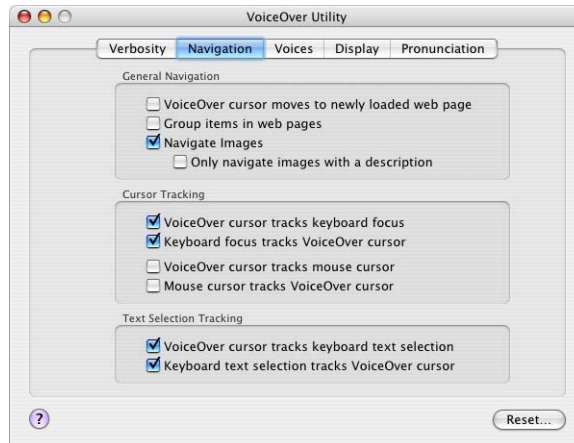 VoiceOver Utility
Verbosity Navigation Voices Display Pronunciation
General Navigation
VoiceOver cursor moves to newly loaded web page
Group items in web pages
Navigate Images
Only navigate images with a description
Cursor Tracking
VoiceOver cursor tracks keyboard focus
Keyboard focus tracks VoiceOver cursor
VoiceOver cursor tracks mouse cursor
Mouse cursor tracks VoiceOver cursor
Text Selection Tracking
VoiceOver cursor tracks keyboard text selection
Keyboard text selection tracks VoiceOver cursor
? Reset...